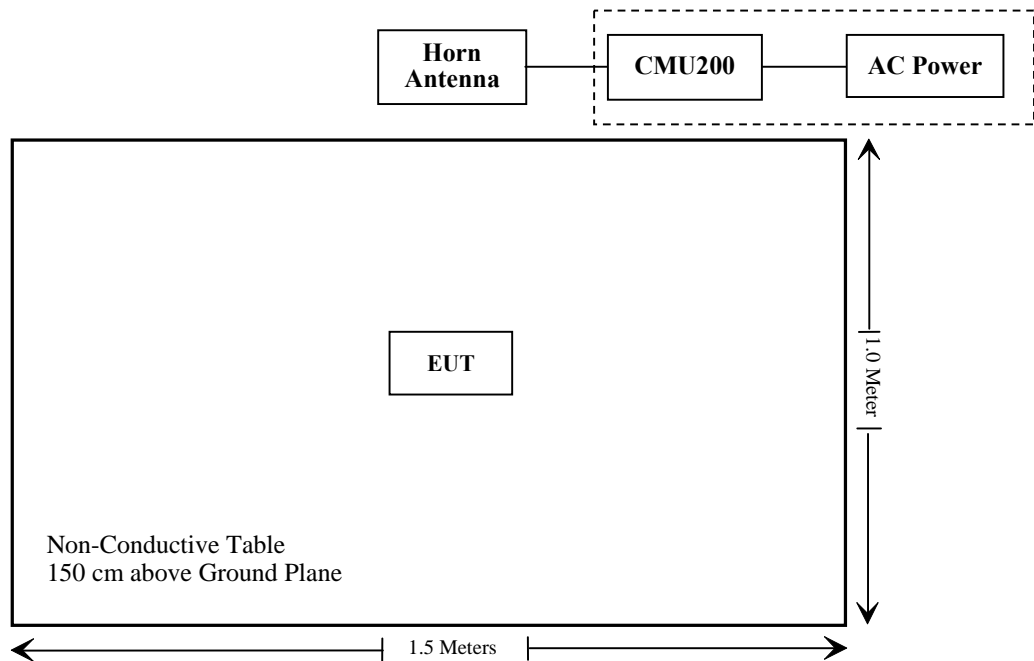 Horn
Antenna
CMU200
AC Power
EUT
1.0 Meter
Non-Conductive Table
150 cm above Ground Plane
1.5 Meters